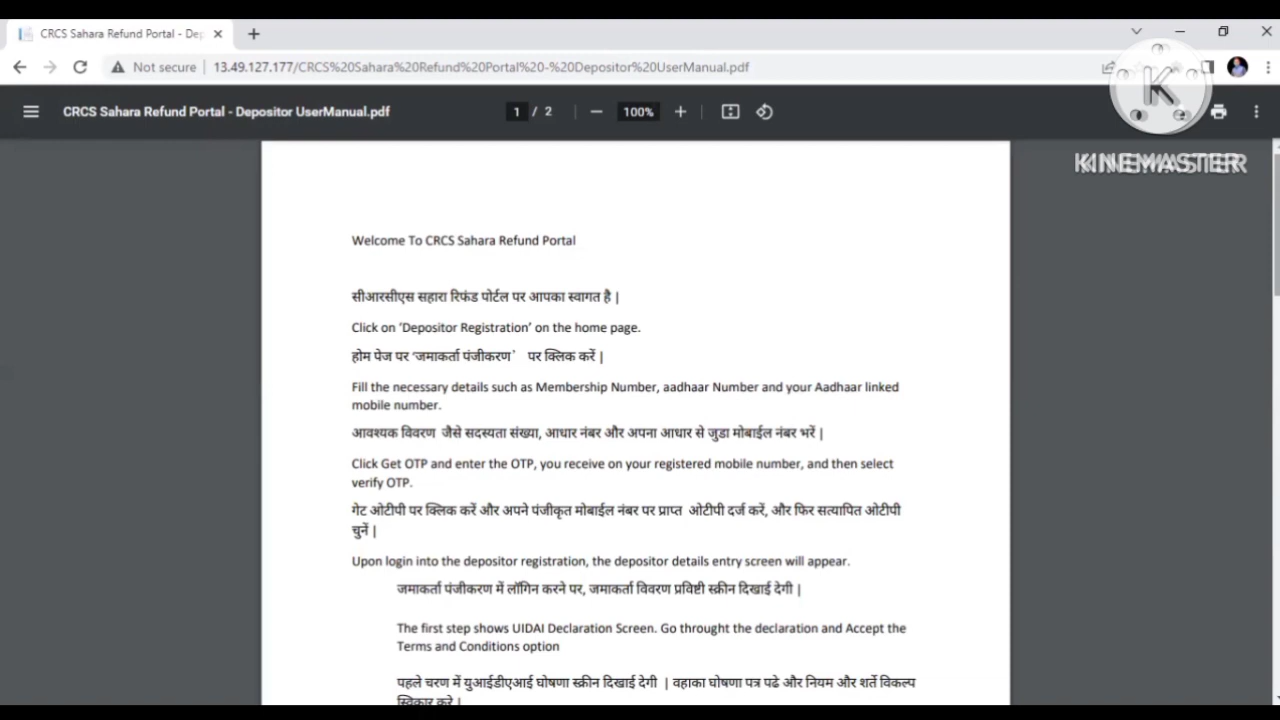 CRCS Sahara Refund Portal - De
Not secure
13.49.127.177/CRCS%20Sahara%20Refund%20Portal%20-%20Depositor%20UserManual.pdf
CRCS Sahara Refund Portal - Depositor UserManual.pdf
1 / 2
100%
K
KINEMASTER
Welcome To CRCS Sahara Refund Portal
सीआरसीएस सहारा रिफंड पोर्टल पर आपका स्वागत है |
Click on ‘Depositor Registration’ on the home page.
होम पेज पर ‘जमाकर्ता पंजीकरण’ पर क्लिक करें |
Fill the necessary details such as Membership Number, aadhaar Number and your Aadhaar linked
mobile number.
आवश्यक विवरण जैसे सदस्यता संख्या, आधार नंबर और अपना आधार से जुडा मोबाईल नंबर भरें |
Click Get OTP and enter the OTP, you receive on your registered mobile number, and then select
verify OTP.
गेट ओटीपी पर क्लिक करें और अपने पंजीकृत मोबाईल नंबर पर प्राप्त ओटीपी दर्ज करें, और फिर सत्यापित ओटीपी
चुनें |
Upon login into the depositor registration, the depositor details entry screen will appear.
जमाकर्ता पंजीकरण में लॉगिन करने पर, जमाकर्ता विवरण प्रविष्टी स्क्रीन दिखाई देगी |
The first step shows UIDAI Declaration Screen. Go throught the declaration and Accept the
Terms and Conditions option
पहले चरण में युआईडीएआई घोषणा स्क्रीन दिखाई देगी | वहाका घोषणा पत्र पढे और नियम और शर्ते विकल्प
स्विकार करे |